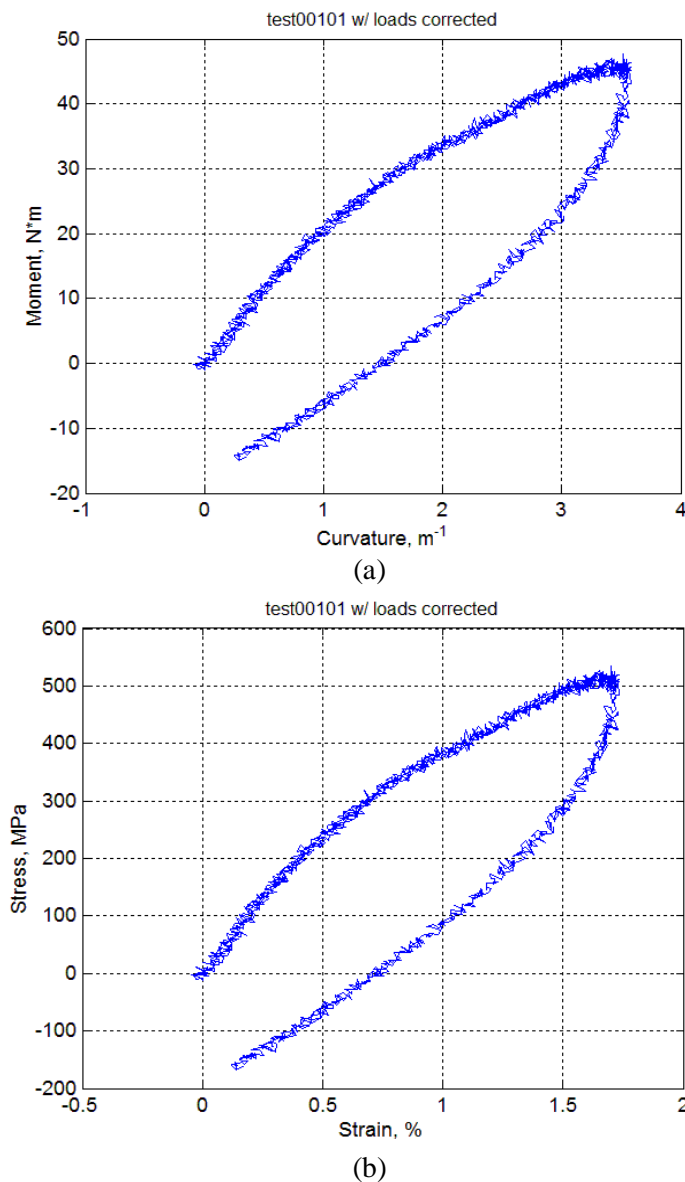 test00101 w/ loads corrected
50
40
30
20
10
0
-10
-20
Moment, N*m
-1 0 1 2 3 4
Curvature, m⁻¹
(a)
test00101 w/ loads corrected
600
500
400
300
200
100
0
-100
-200
Stress, MPa
-0.5 0 0.5 1 1.5 2
Strain, %
(b)